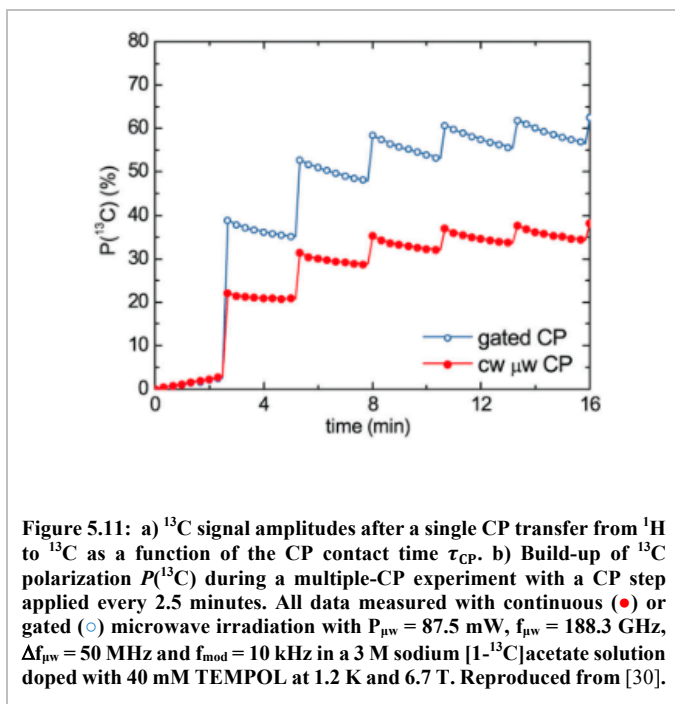 80
70
60
50
40
30
20
10
0
P(¹³C) (%)
gated CP
cw μw CP
0 4 8 12 16
time (min)
Figure 5.11: a) ¹³C signal amplitudes after a single CP transfer from ¹H
to ¹³C as a function of the CP contact time τ_CP. b) Build-up of ¹³C
polarization P(¹³C) during a multiple-CP experiment with a CP step
applied every 2.5 minutes. All data measured with continuous (●) or
gated (○) microwave irradiation with P_μw = 87.5 mW, f_μw = 188.3 GHz,
Δf_μw = 50 MHz and f_mod = 10 kHz in a 3 M sodium [1-¹³C]acetate solution
doped with 40 mM TEMPOL at 1.2 K and 6.7 T. Reproduced from [30].